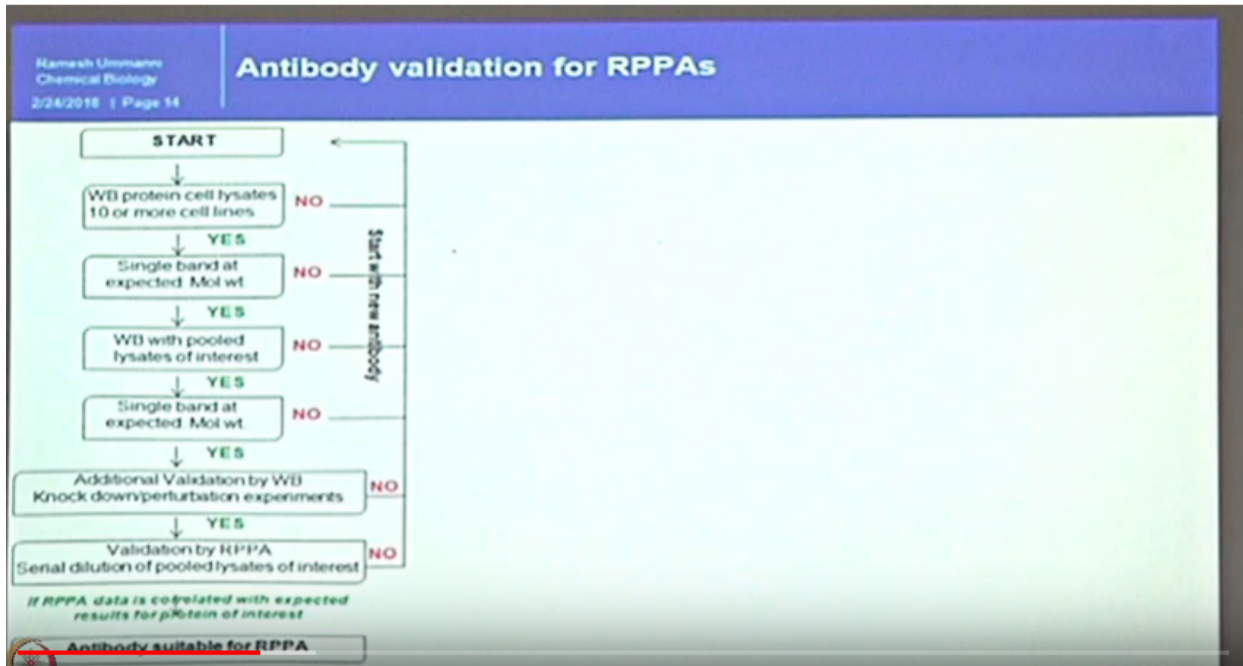 Ramesh Ummanni
Chemical Biology
2/24/2018 | Page 14
Antibody validation for RPPAs
START
WB protein cell lysates
10 or more cell lines
NO
YES
Single band at
expected Mol wt
NO
YES
WB with pooled
lysates of interest
NO
YES
Single band at
expected Mol wt
NO
YES
Additional Validation by WB
Knock down/perturbation experiments
NO
YES
Validation by RPPA
Serial dilution of pooled lysates of interest
NO
Start with new antibody
If RPPA data is correlated with expected
results for protein of interest
Antibody suitable for RPPA